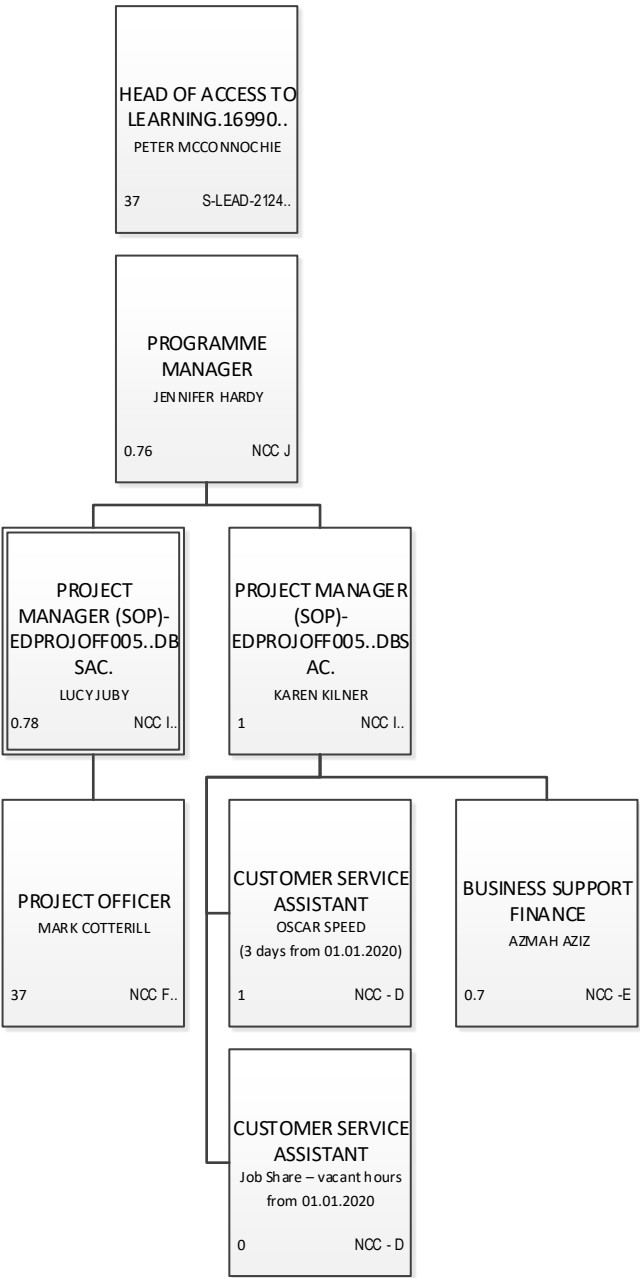 HEAD OF ACCESS TO
LEARNING.16990..
PETER MCCONNOCHIE
37 S-LEAD-2124..
PROGRAMME
MANAGER
JENNIFER HARDY
0.76 NCC J
PROJECT
MANAGER (SOP)-
EDPROJOFF005..DB
SAC.
LUCY JUBY
0.78 NCC I..
PROJECT MANAGER
(SOP)-
EDPROJOFF005..DBS
AC.
KAREN KILNER
1 NCC I..
PROJECT OFFICER
MARK COTTERILL
37 NCC F..
CUSTOMER SERVICE
ASSISTANT
OSCAR SPEED
(3 days from 01.01.2020)
1 NCC - D
BUSINESS SUPPORT
FINANCE
AZMAH AZIZ
0.7 NCC -E
CUSTOMER SERVICE
ASSISTANT
Job Share – vacant hours
from 01.01.2020
0 NCC - D